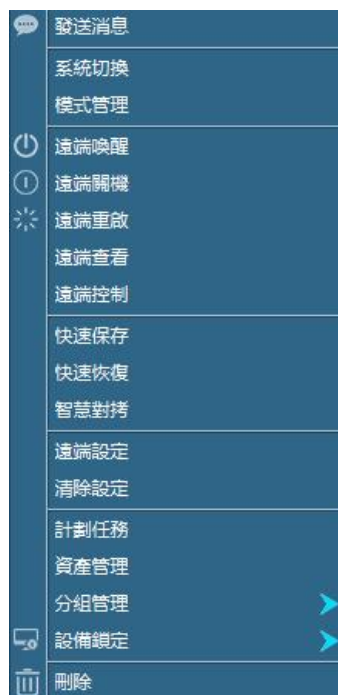 發送消息
系統切換
模式管理
遠端喚醒
遠端關機
遠端重啟
遠端查看
遠端控制
快速保存
快速恢復
智慧對拷
遠端設定
清除設定
計劃任務
資產管理
分組管理
設備鎖定
刪除